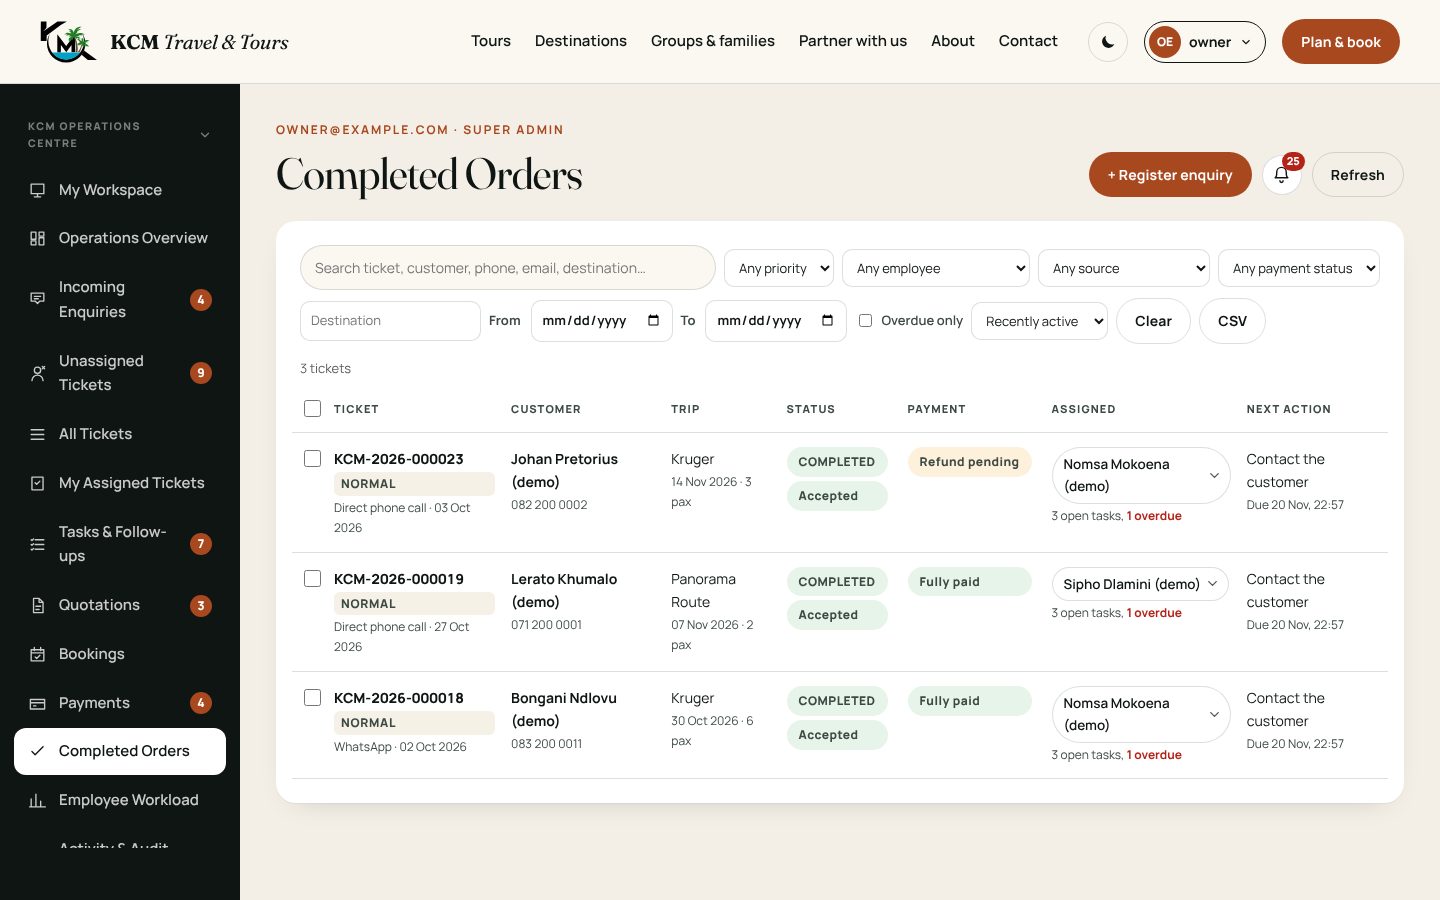 KCM Travel & Tours
Tours
Destinations
Groups & families
Partner with us
About
Contact
OE
owner
Plan & book
KCM OPERATIONS
CENTRE
My Workspace
Operations Overview
Incoming
Enquiries
4
Unassigned
Tickets
9
All Tickets
My Assigned Tickets
Tasks & Follow-
ups
7
Quotations
3
Bookings
Payments
4
Completed Orders
Employee Workload
Activity & Audit
OWNER@EXAMPLE.COM · SUPER ADMIN
Completed Orders
+ Register enquiry
25
Refresh
Search ticket, customer, phone, email, destination...
Any priority
Any employee
Any source
Any payment status
Destination
From
mm/dd/yyyy
To
mm/dd/yyyy
Overdue only
Recently active
Clear
CSV
3 tickets
TICKET
CUSTOMER
TRIP
STATUS
PAYMENT
ASSIGNED
NEXT ACTION
KCM-2026-000023
NORMAL
Direct phone call · 03 Oct
2026
Johan Pretorius
(demo)
082 200 0002
Kruger
14 Nov 2026 · 3
pax
COMPLETED
Accepted
Refund pending
Nomsa Mokoena
(demo)
3 open tasks, 1 overdue
Contact the
customer
Due 20 Nov, 22:57
KCM-2026-000019
NORMAL
Direct phone call · 27 Oct
2026
Lerato Khumalo
(demo)
071 200 0001
Panorama
Route
07 Nov 2026 · 2
pax
COMPLETED
Accepted
Fully paid
Sipho Dlamini (demo)
3 open tasks, 1 overdue
Contact the
customer
Due 20 Nov, 22:57
KCM-2026-000018
NORMAL
WhatsApp · 02 Oct 2026
Bongani Ndlovu
(demo)
083 200 0011
Kruger
30 Oct 2026 · 6
pax
COMPLETED
Accepted
Fully paid
Nomsa Mokoena
(demo)
3 open tasks, 1 overdue
Contact the
customer
Due 20 Nov, 22:57